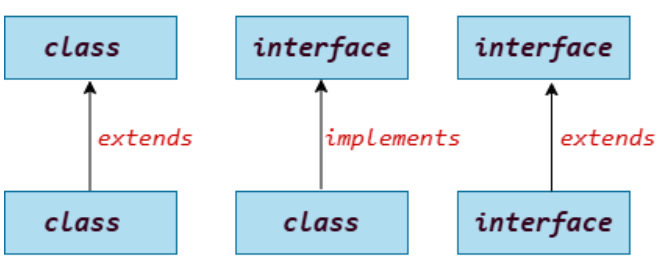 class interface interface
extends implements extends
class class interface